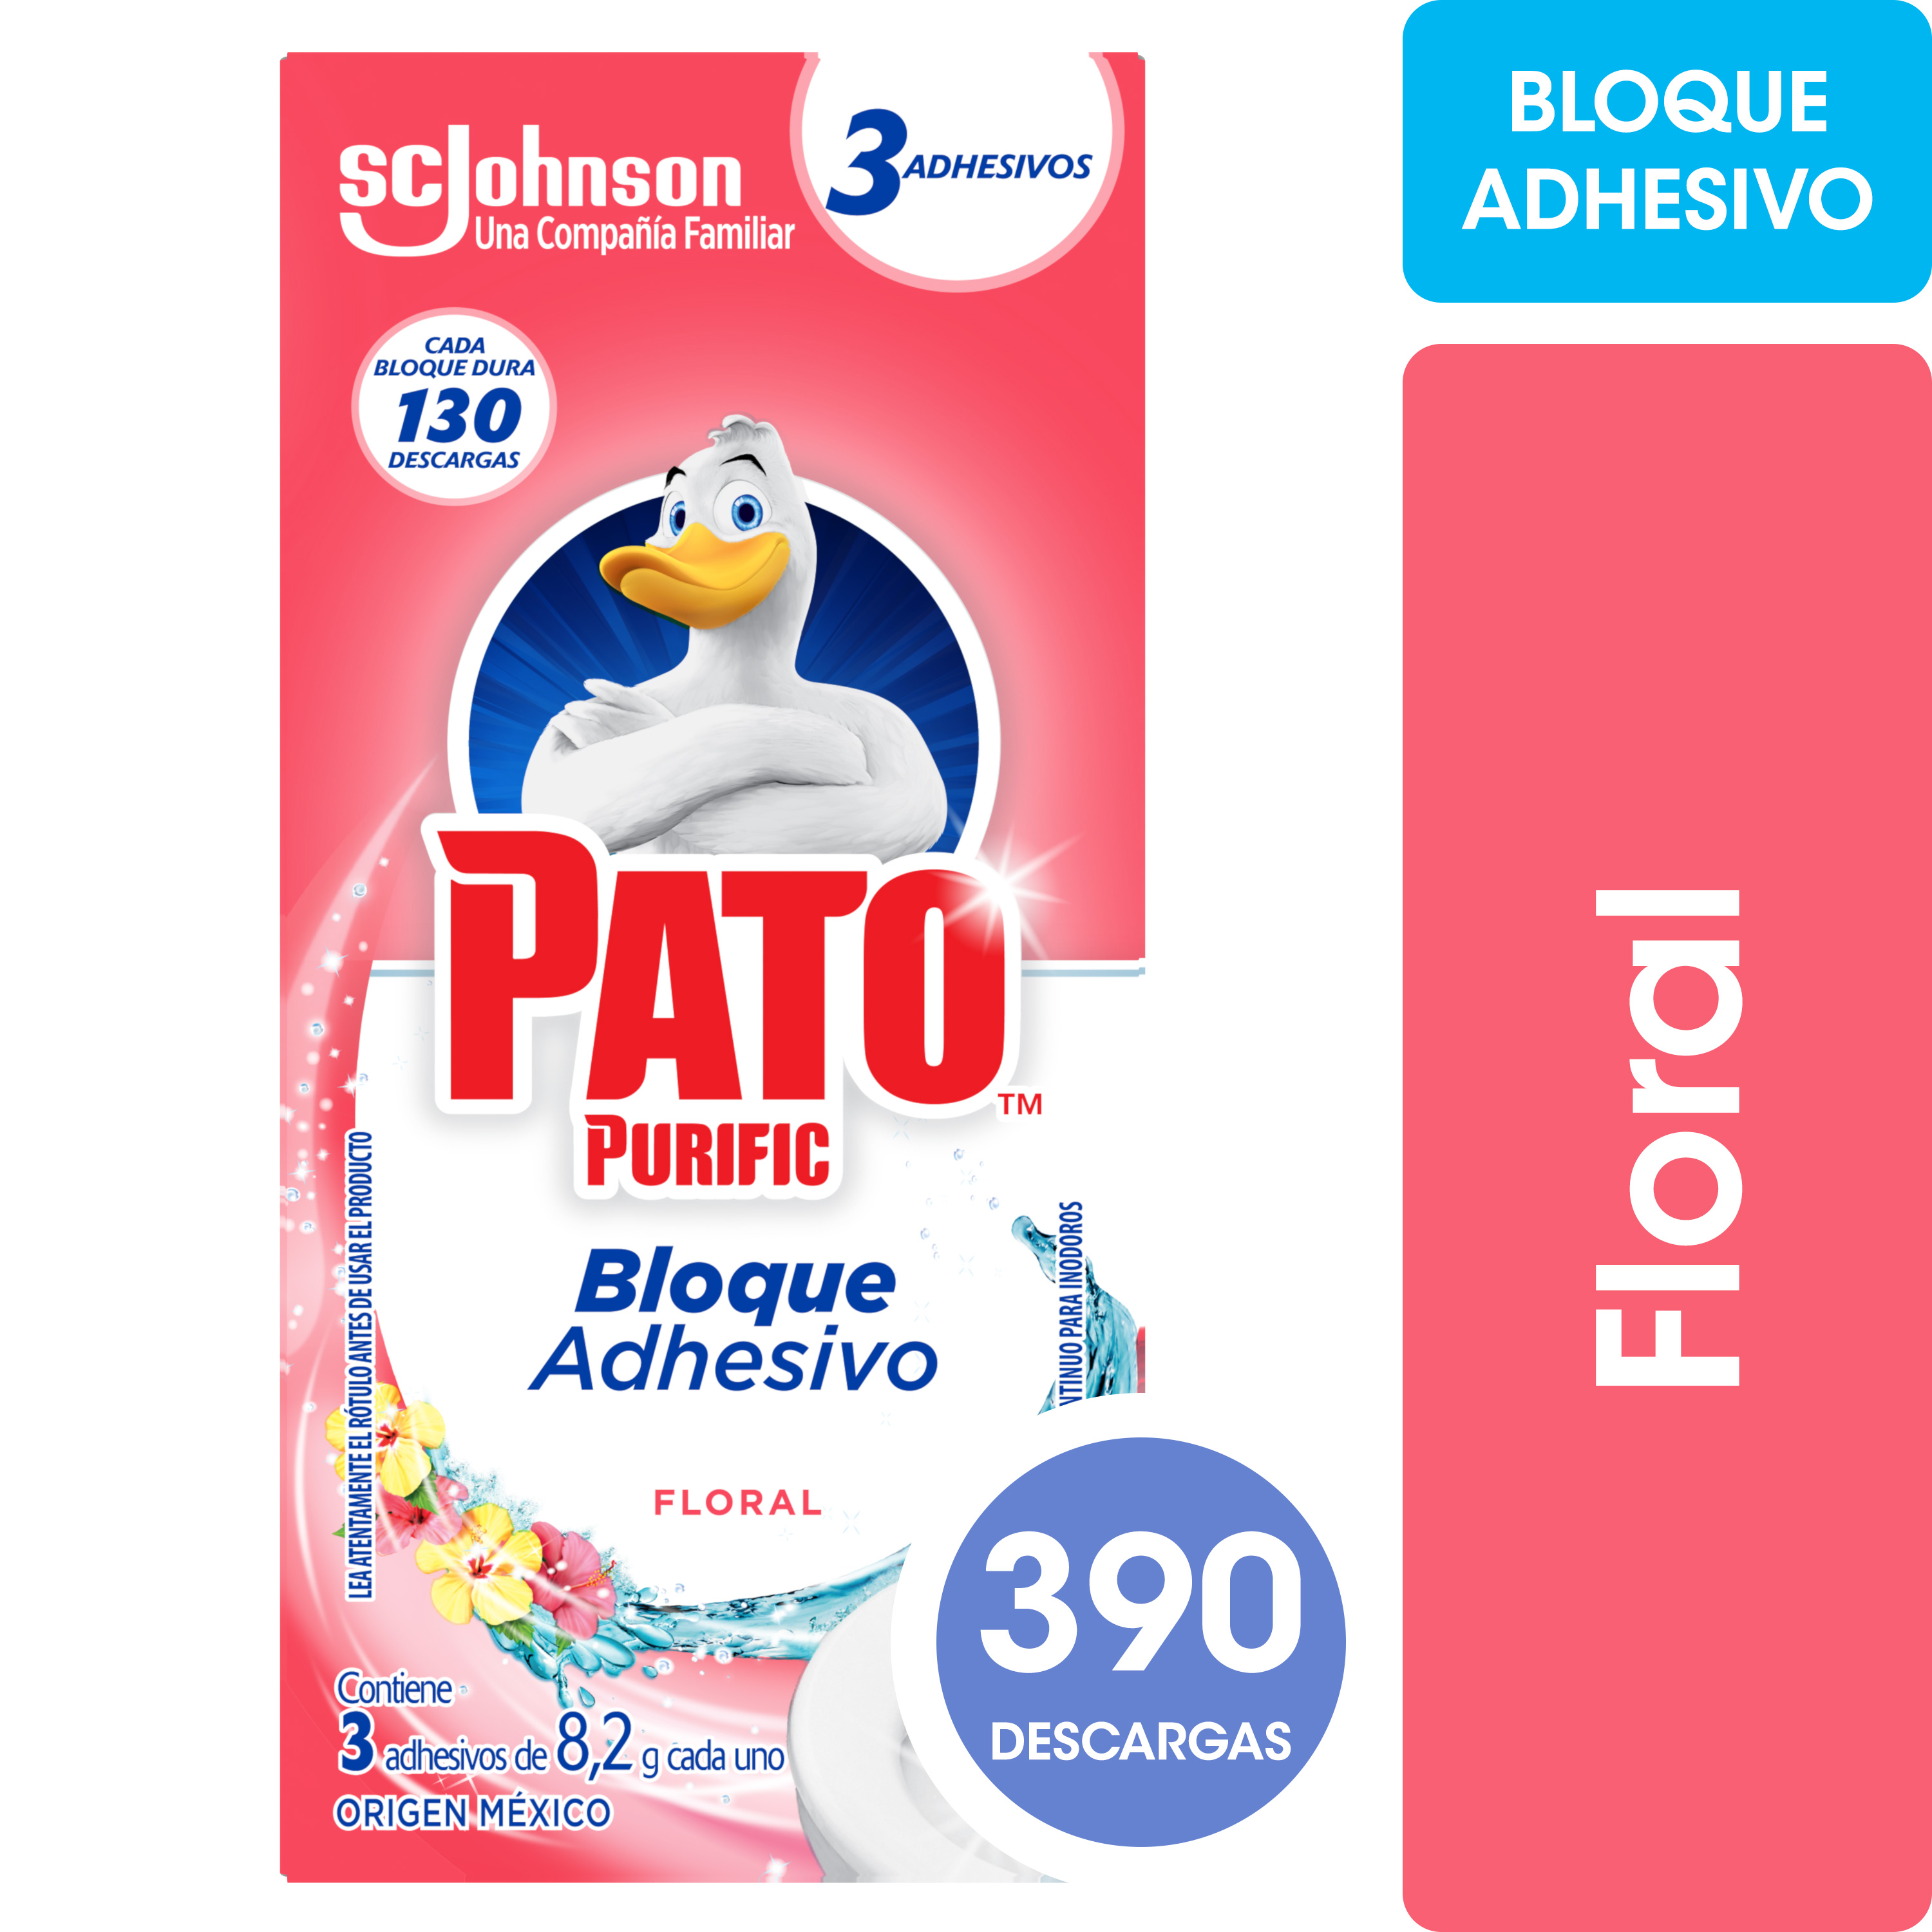 scJohnson
Una Compañía Familiar
3 ADHESIVOS
CADA
BLOQUE DURA
130
DESCARGAS
PATO
TM
PURIFIC
Bloque
Adhesivo
FLORAL
LEA ATENTAMENTE EL RÓTULO ANTES DE USAR EL PRODUCTO
PARA INODOROS
Contiene
3 adhesivos de 8,2 g cada uno
ORIGEN MÉXICO
390
DESCARGAS
BLOQUE
ADHESIVO
Floral